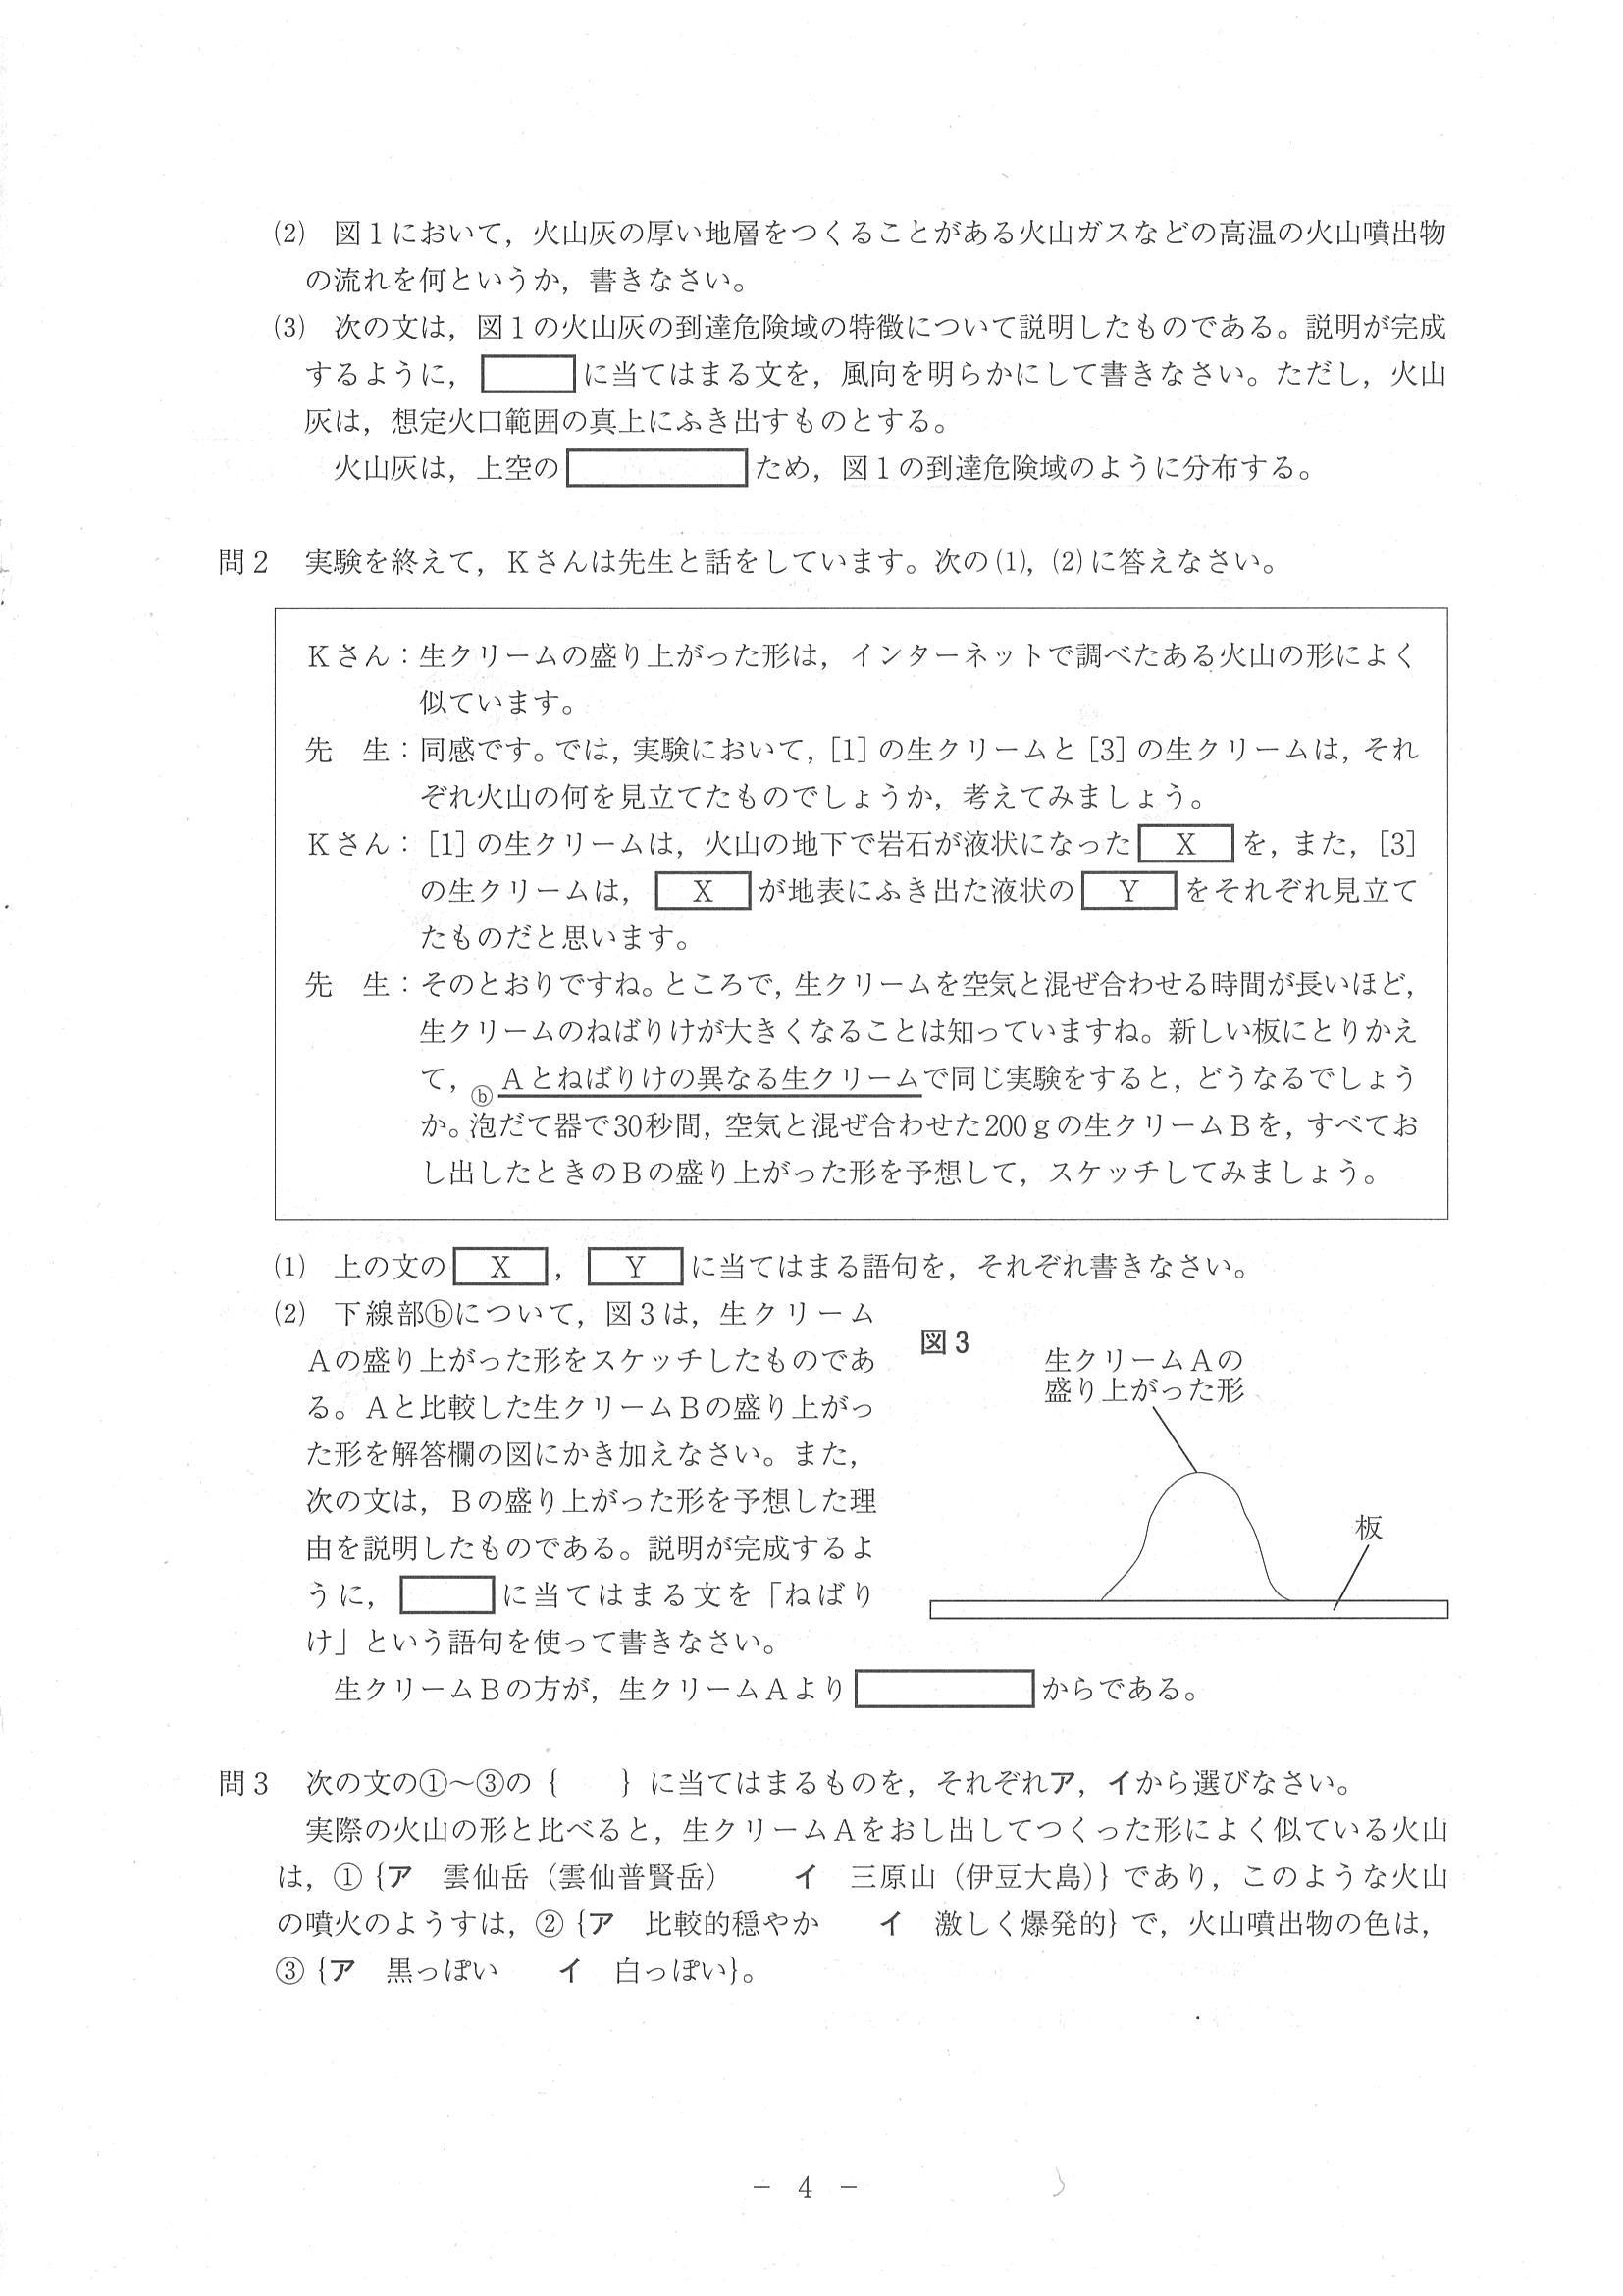 (2)　図1において，火山灰の厚い地層をつくることがある火山ガスなどの高温の火山噴出物
の流れを何というか，書きなさい。
(3)　次の文は，図1の火山灰の到達危険域の特徴について説明したものである。説明が完成
するように，　　　に当てはまる文を，風向を明らかにして書きなさい。ただし，火山
灰は，想定火口範囲の真上にふき出すものとする。
火山灰は，上空の　　　ため，図1の到達危険域のように分布する。
問2　実験を終えて，Kさんは先生と話をしています。次の(1)，(2)に答えなさい。
Kさん：生クリームの盛り上がった形は，インターネットで調べたある火山の形によく
似ています。
先　生：同感です。では，実験において，[1]の生クリームと[3]の生クリームは，それ
ぞれ火山の何を見立てたものでしょうか，考えてみましょう。
Kさん：[1]の生クリームは，火山の地下で岩石が液状になった X を，また，[3]
の生クリームは， X が地表にふき出た液状の Y をそれぞれ見立て
たものだと思います。
先　生：そのとおりですね。ところで，生クリームを空気と混ぜ合わせる時間が長いほど，
生クリームのねばりけが大きくなることは知っていますね。新しい板にとりかえ
て，ⓑAとねばりけの異なる生クリームで同じ実験をすると，どうなるでしょう
か。泡だて器で30秒間，空気と混ぜ合わせた200gの生クリームBを，すべてお
し出したときのBの盛り上がった形を予想して，スケッチしてみましょう。
(1)　上の文の X ， Y に当てはまる語句を，それぞれ書きなさい。
(2)　下線部ⓑについて，図3は，生クリーム
Aの盛り上がった形をスケッチしたものであ
る。Aと比較した生クリームBの盛り上がっ
た形を解答欄の図にかき加えなさい。また，
次の文は，Bの盛り上がった形を予想した理
由を説明したものである。説明が完成するよ
うに，　　　に当てはまる文を「ねばり
け」という語句を使って書きなさい。
生クリームBの方が，生クリームAより　　　からである。
図3
生クリームAの
盛り上がった形
板
問3　次の文の①〜③の{　　}に当てはまるものを，それぞれア，イから選びなさい。
実際の火山の形と比べると，生クリームAをおし出してつくった形によく似ている火山
は，①{ア　雲仙岳（雲仙普賢岳）　　イ　三原山（伊豆大島）}であり，このような火山
の噴火のようすは，②{ア　比較的穏やか　　イ　激しく爆発的}で，火山噴出物の色は，
③{ア　黒っぽい　　イ　白っぽい}。
－ 4 －